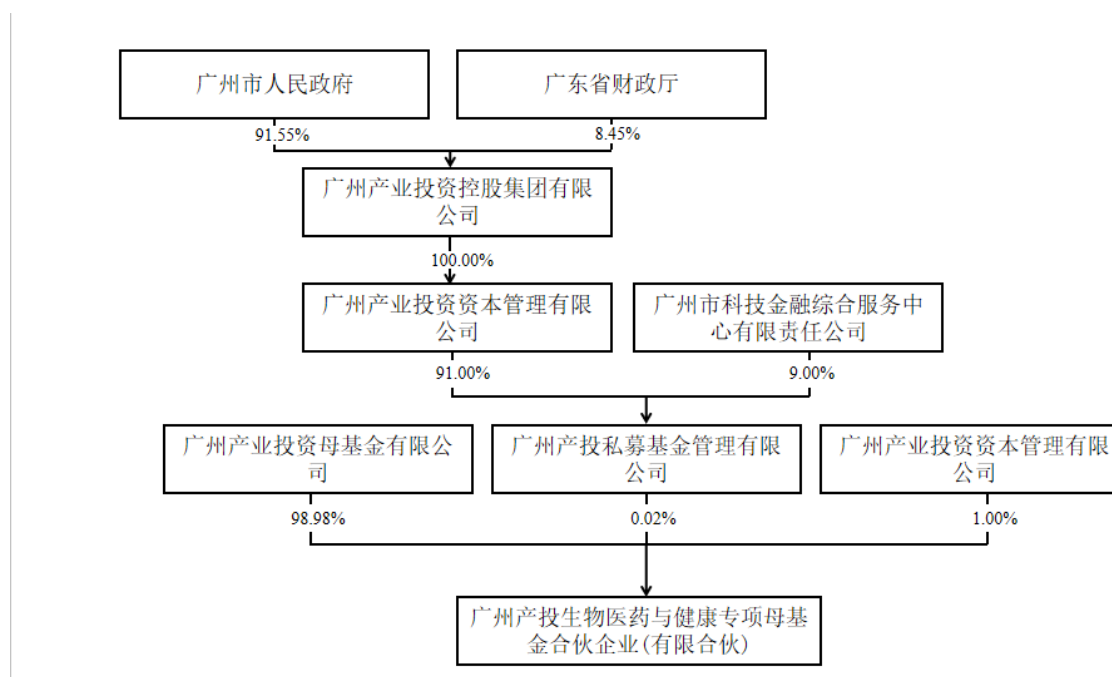 广州市人民政府
广东省财政厅
91.55%
8.45%
广州产业投资控股集团有限
公司
100.00%
广州产业投资资本管理有限
公司
广州市科技金融综合服务中
心有限责任公司
91.00%
9.00%
广州产业投资母基金有限公
司
广州产投私募基金管理有限
公司
广州产业投资资本管理有限
公司
98.98%
0.02%
1.00%
广州产投生物医药与健康专项母基
金合伙企业(有限合伙)